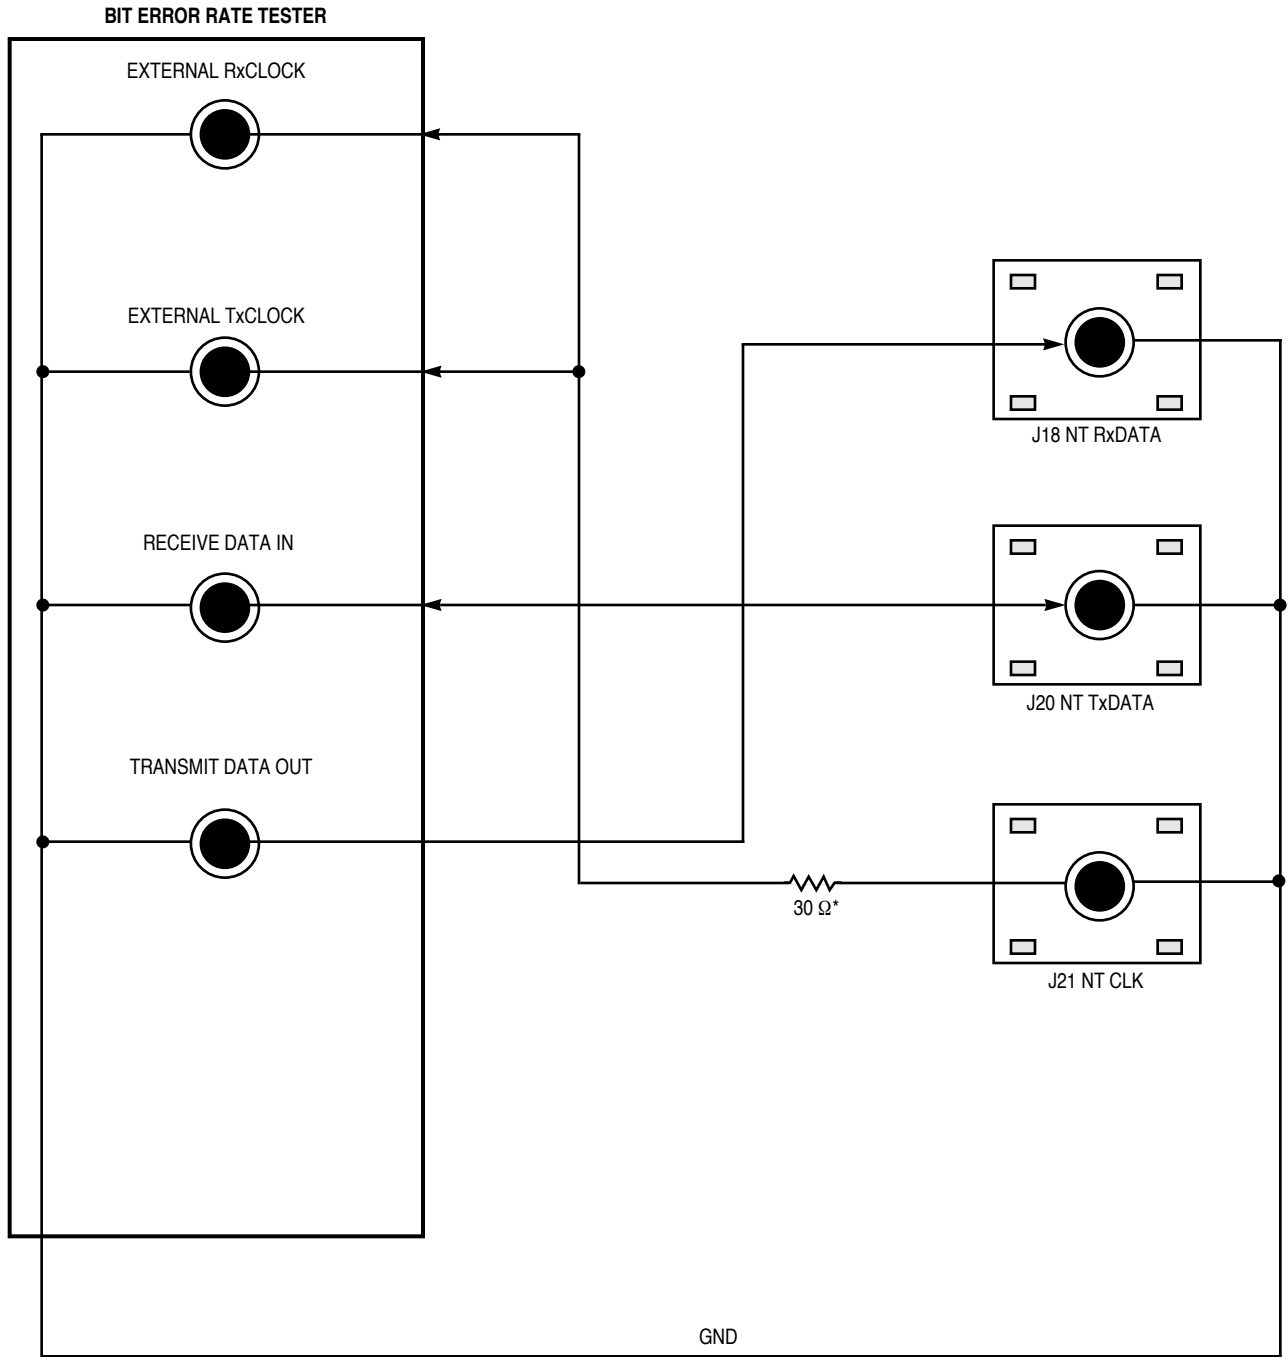 BIT ERROR RATE TESTER
EXTERNAL RxCLOCK
EXTERNAL TxCLOCK
J18 NT RxDATA
RECEIVE DATA IN
J20 NT TxDATA
TRANSMIT DATA OUT
30 Ω*
J21 NT CLK
GND